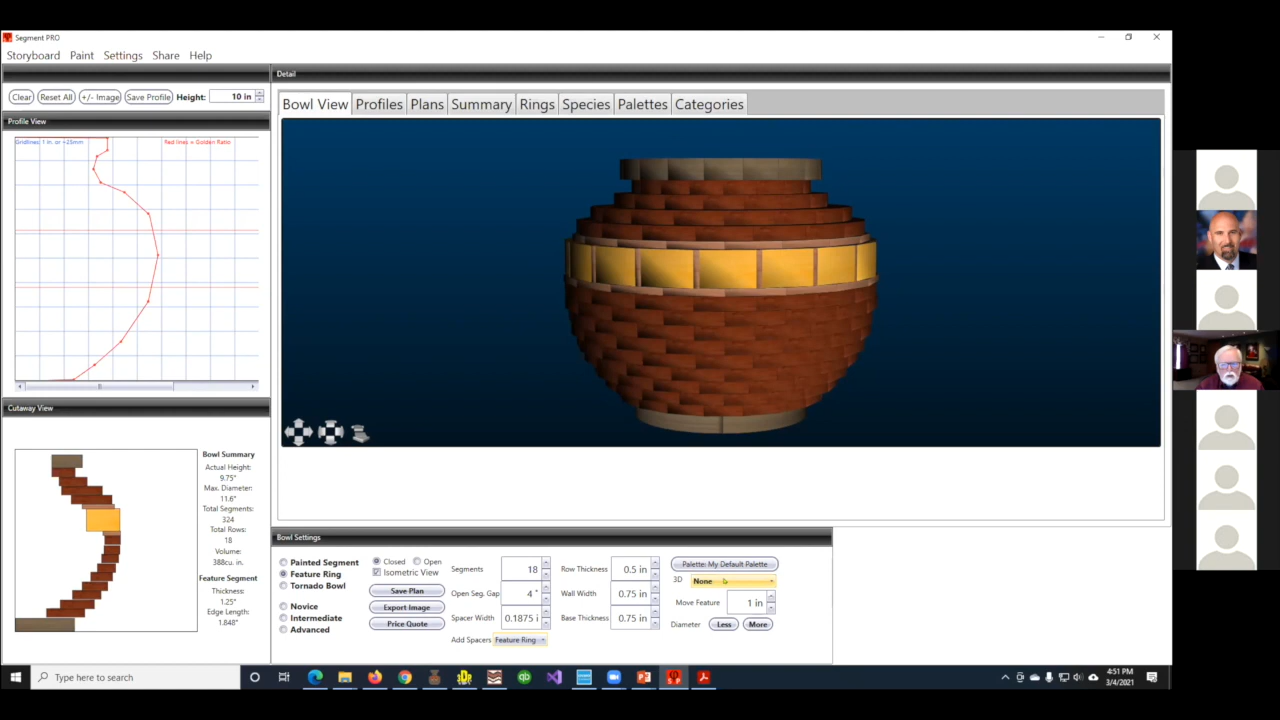 Segment PRO
Storyboard Paint Settings Share Help
Detail
Clear Reset All +/- Image Save Profile Height: 10 in
Bowl View Profiles Plans Summary Rings Species Palettes Categories
Profile View
Gridlines: 1 in. or ~25mm Red lines = Golden Ratio
Cutaway View
Bowl Summary
Actual Height:
9.75"
Max. Diameter:
11.6"
Total Segments:
324
Total Rows:
18
Volume:
388cu. in.
Feature Segment
Thickness:
1.25"
Edge Length:
1.848"
Bowl Settings
Painted Segment
Feature Ring
Tornado Bowl
Novice
Intermediate
Advanced
Closed Open
Isometric View
Save Plan
Export Image
Price Quote
Segments 18
Open Seg. Gap 4 °
Spacer Width 0.1875 i
Add Spacers Feature Ring
Row Thickness 0.5 in
Wall Width 0.75 in
Base Thickness 0.75 in
Palette: My Default Palette
3D None
Move Feature 1 in
Diameter Less More
Type here to search
4:51 PM
3/4/2021